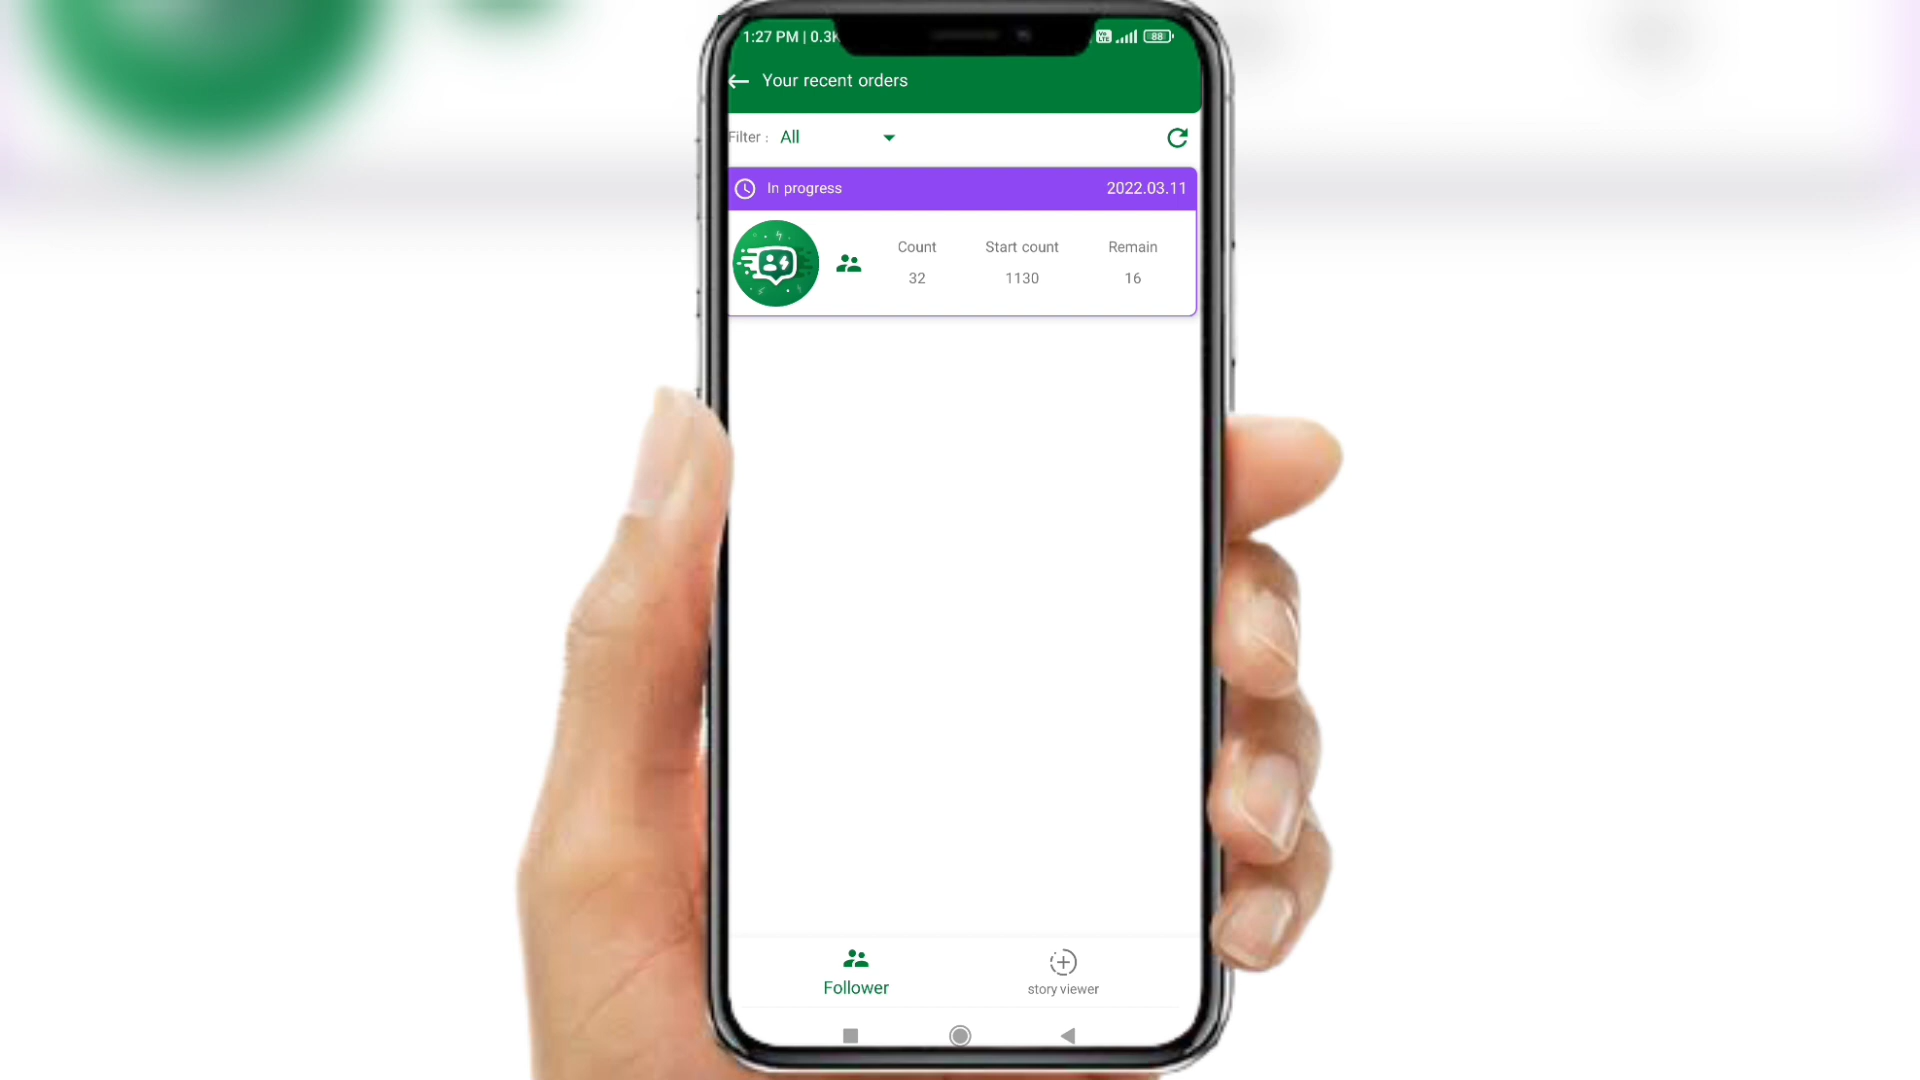 1:27 PM | 0.3K
88
Your recent orders
Filter : All
In progress 2022.03.11
Count Start count Remain
32 1130 16
Follower story viewer